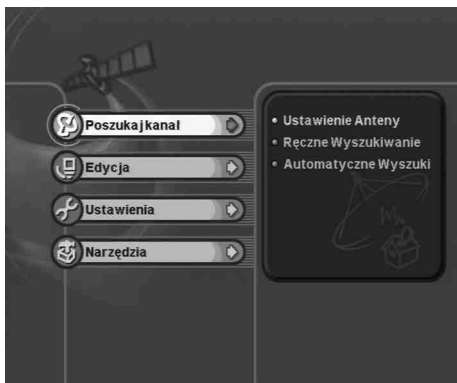 Poszukaj kanał
Edycja
Ustawienia
Narzędzia
Ustawienie Anteny
Ręczne Wyszukiwanie
Automatyczne Wyszuki